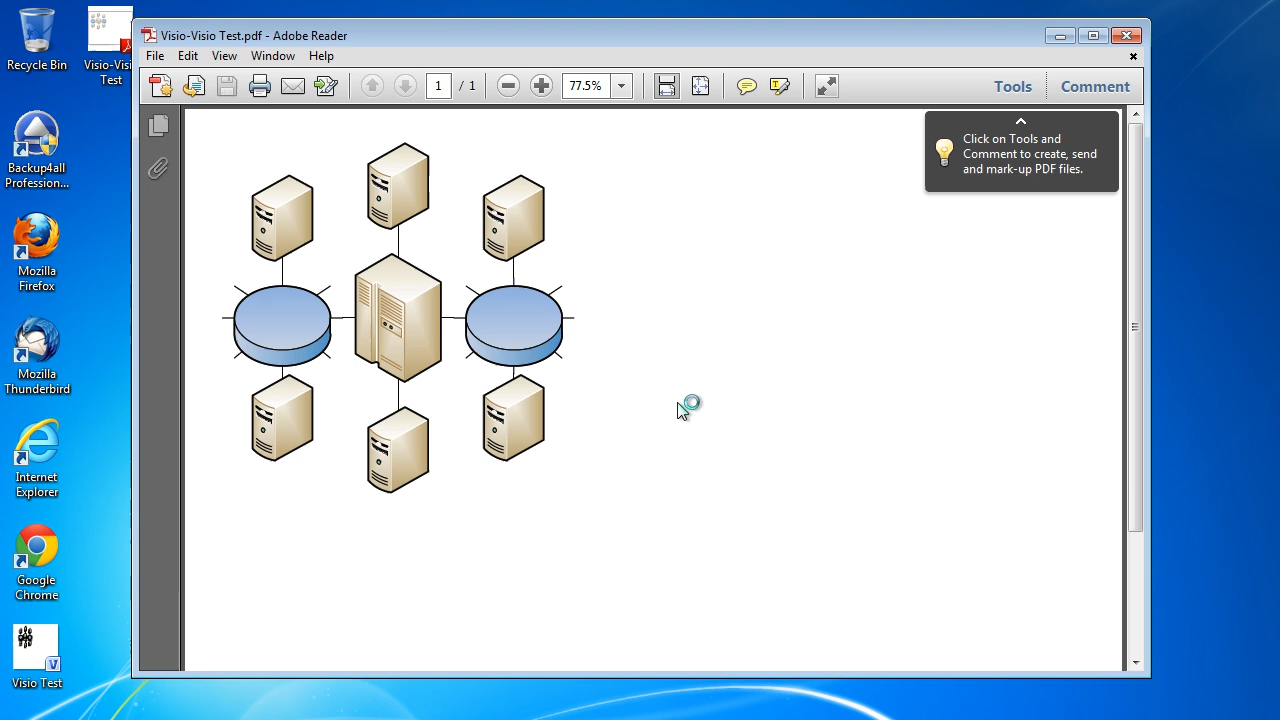 Recycle Bin
Visio-Visi
Test
Backup4all
Profession...
Mozilla
Firefox
Mozilla
Thunderbird
Internet
Explorer
Google
Chrome
Visio Test
Visio-Visio Test.pdf - Adobe Reader
File Edit View Window Help
1 / 1 77.5% Tools Comment
Click on Tools and
Comment to create, send
and mark-up PDF files.